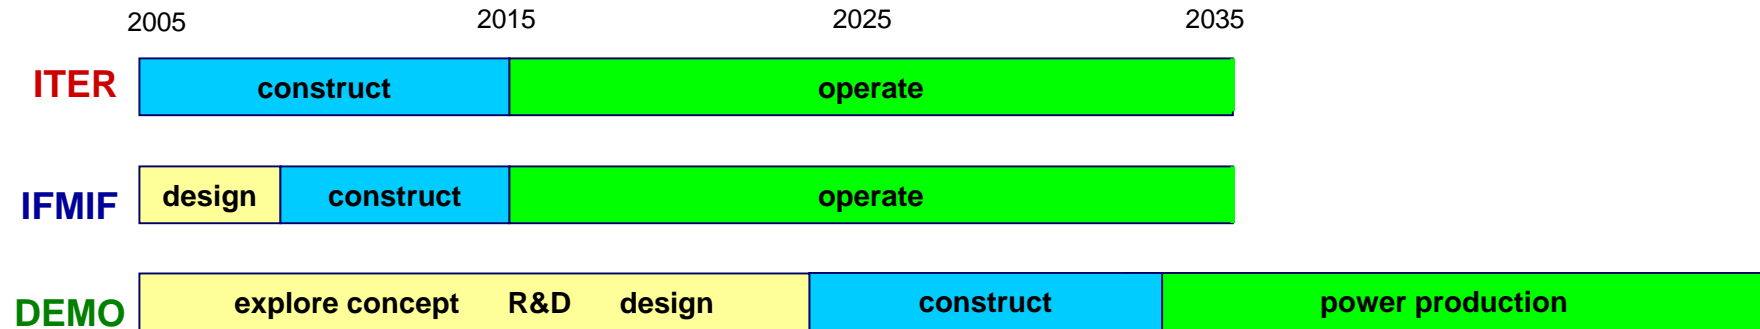 2005 2015 2025 2035
ITER construct operate
IFMIF design construct operate
DEMO explore concept R&D design construct power production